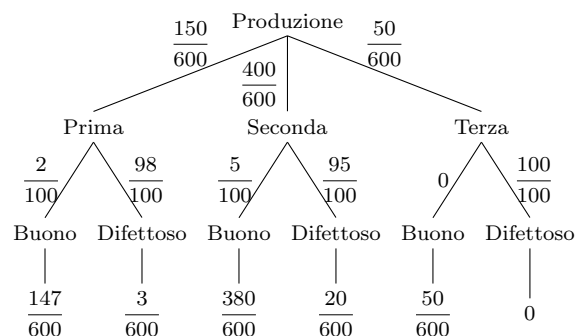 Produzione
150/600 400/600 50/600
Prima Seconda Terza
2/100 98/100 5/100 95/100 0 100/100
Buono Difettoso Buono Difettoso Buono Difettoso
147/600 3/600 380/600 20/600 50/600 0